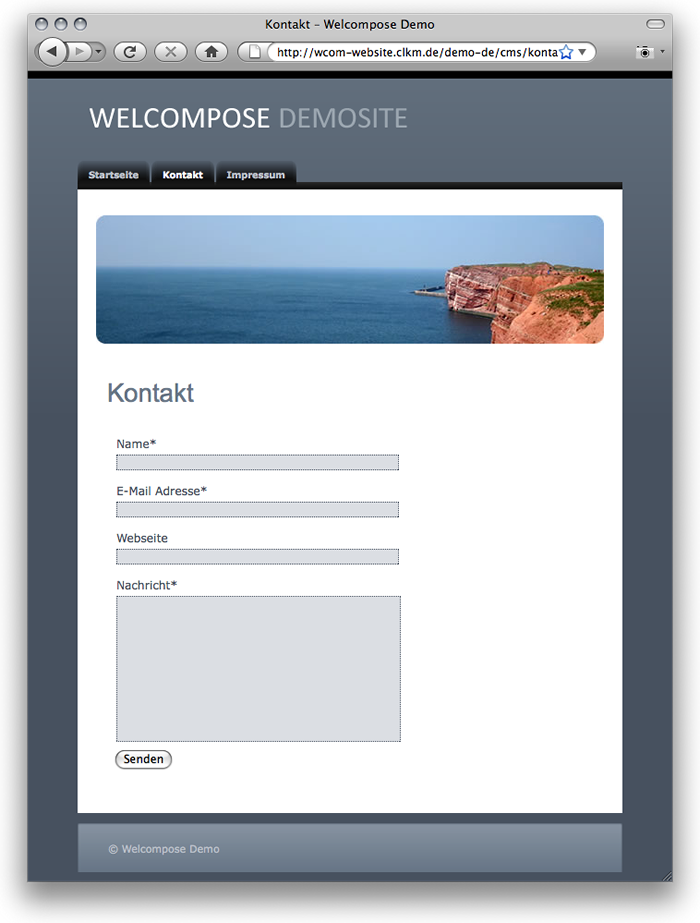 Kontakt – Welcompose Demo
http://wcom-website.clkm.de/demo-de/cms/konta
WELCOMPOSE DEMOSITE
Startseite Kontakt Impressum
Kontakt
Name*
E-Mail Adresse*
Webseite
Nachricht*
Senden
© Welcompose Demo